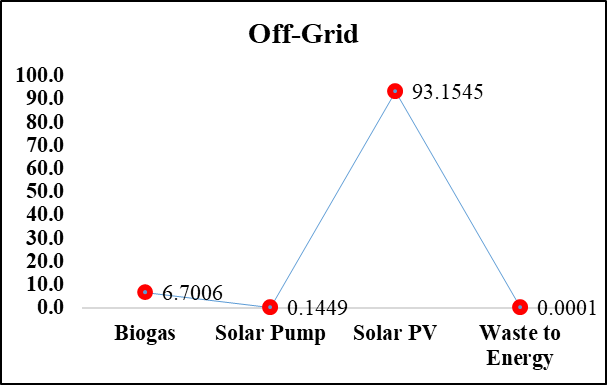 Off-Grid
100.0
90.0
80.0
70.0
60.0
50.0
40.0
30.0
20.0
10.0
0.0
6.7006
0.1449
93.1545
0.0001
Biogas
Solar Pump
Solar PV
Waste to
Energy